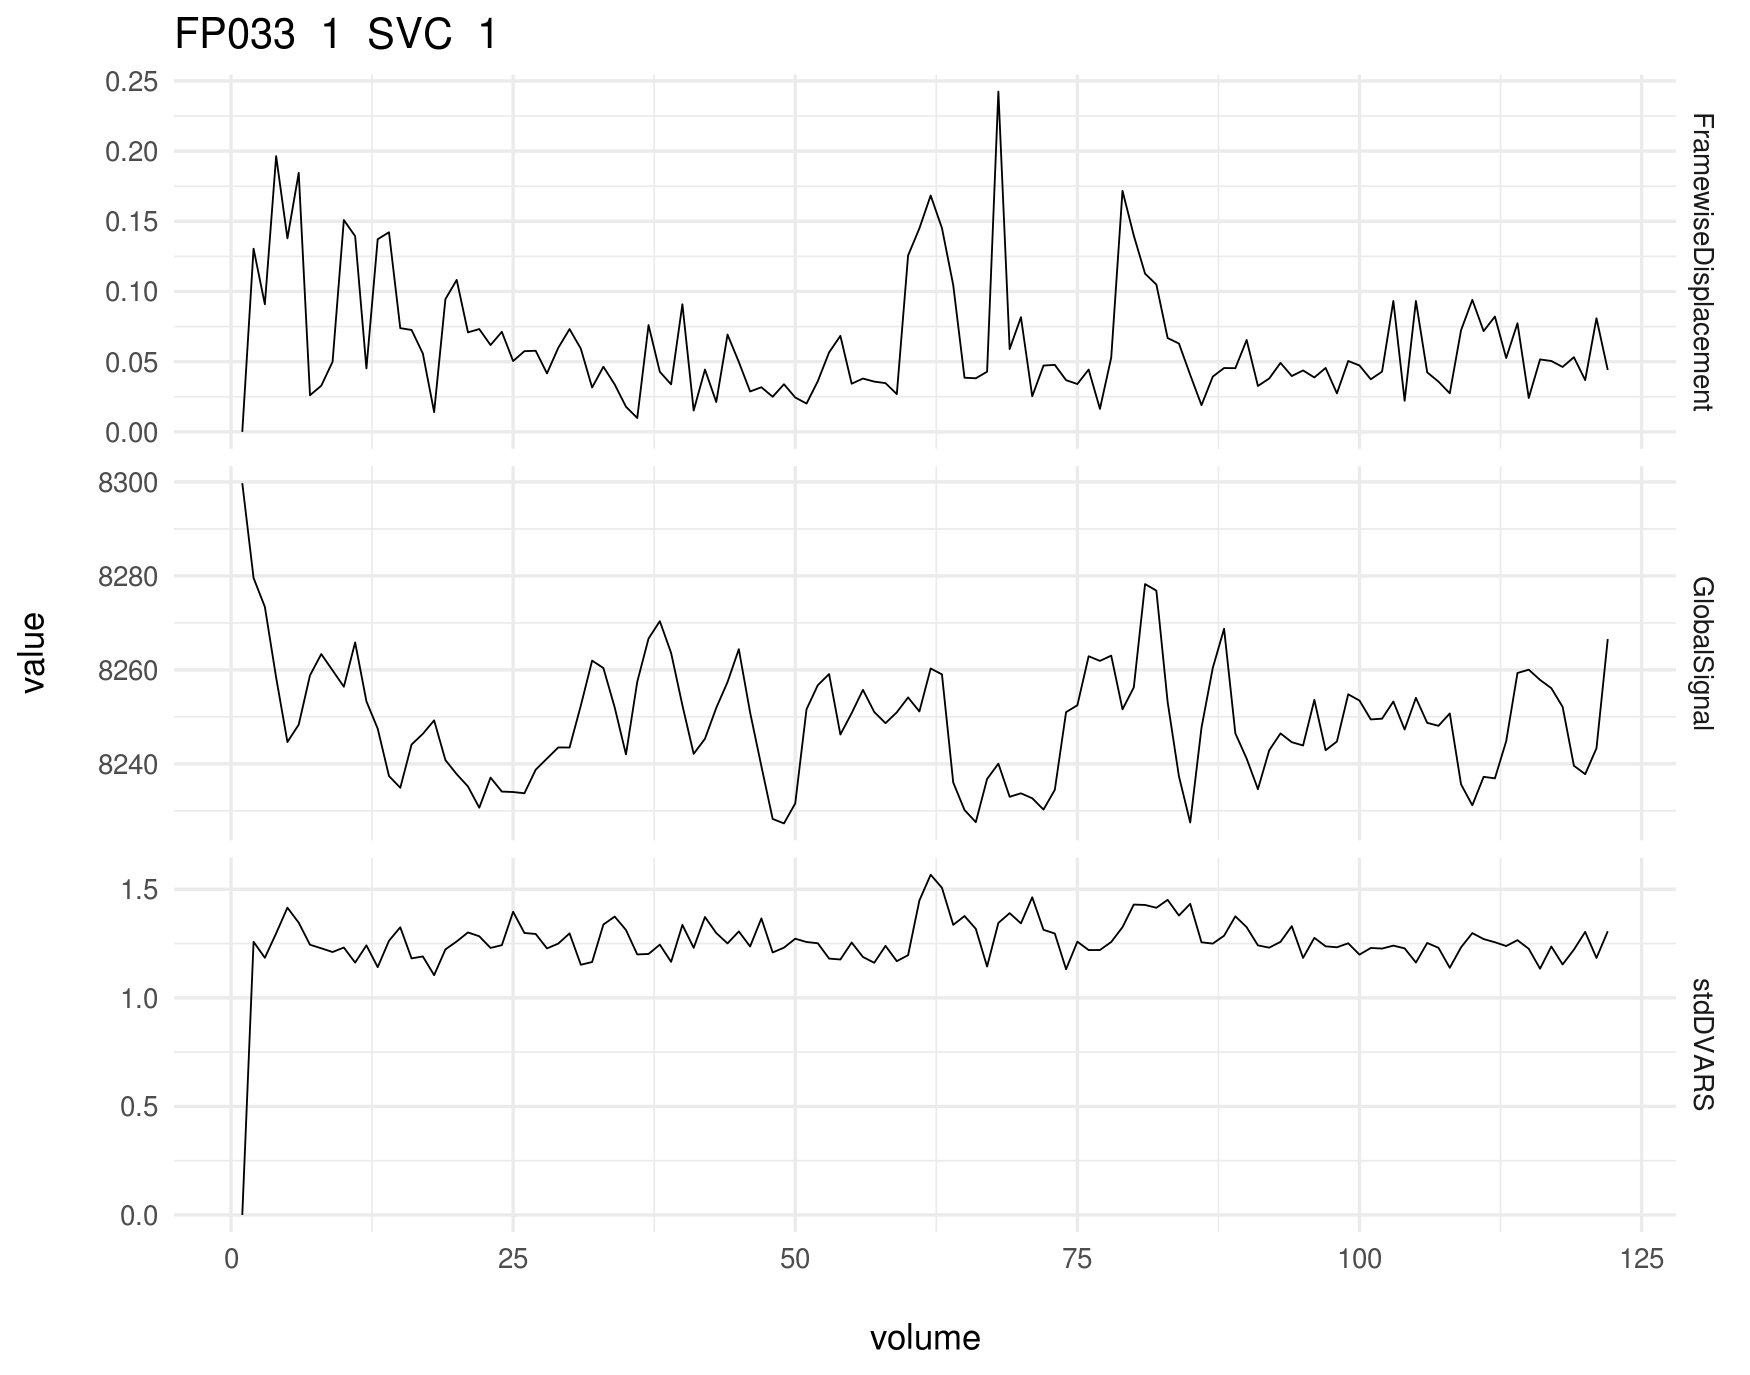 FP033 1 SVC 1
0.25
0.20
0.15
0.10
0.05
0.00
FramewiseDisplacement
8300
8280
8260
8240
GlobalSignal
value
1.5
1.0
0.5
0.0
stdDVARS
0 25 50 75 100 125
volume